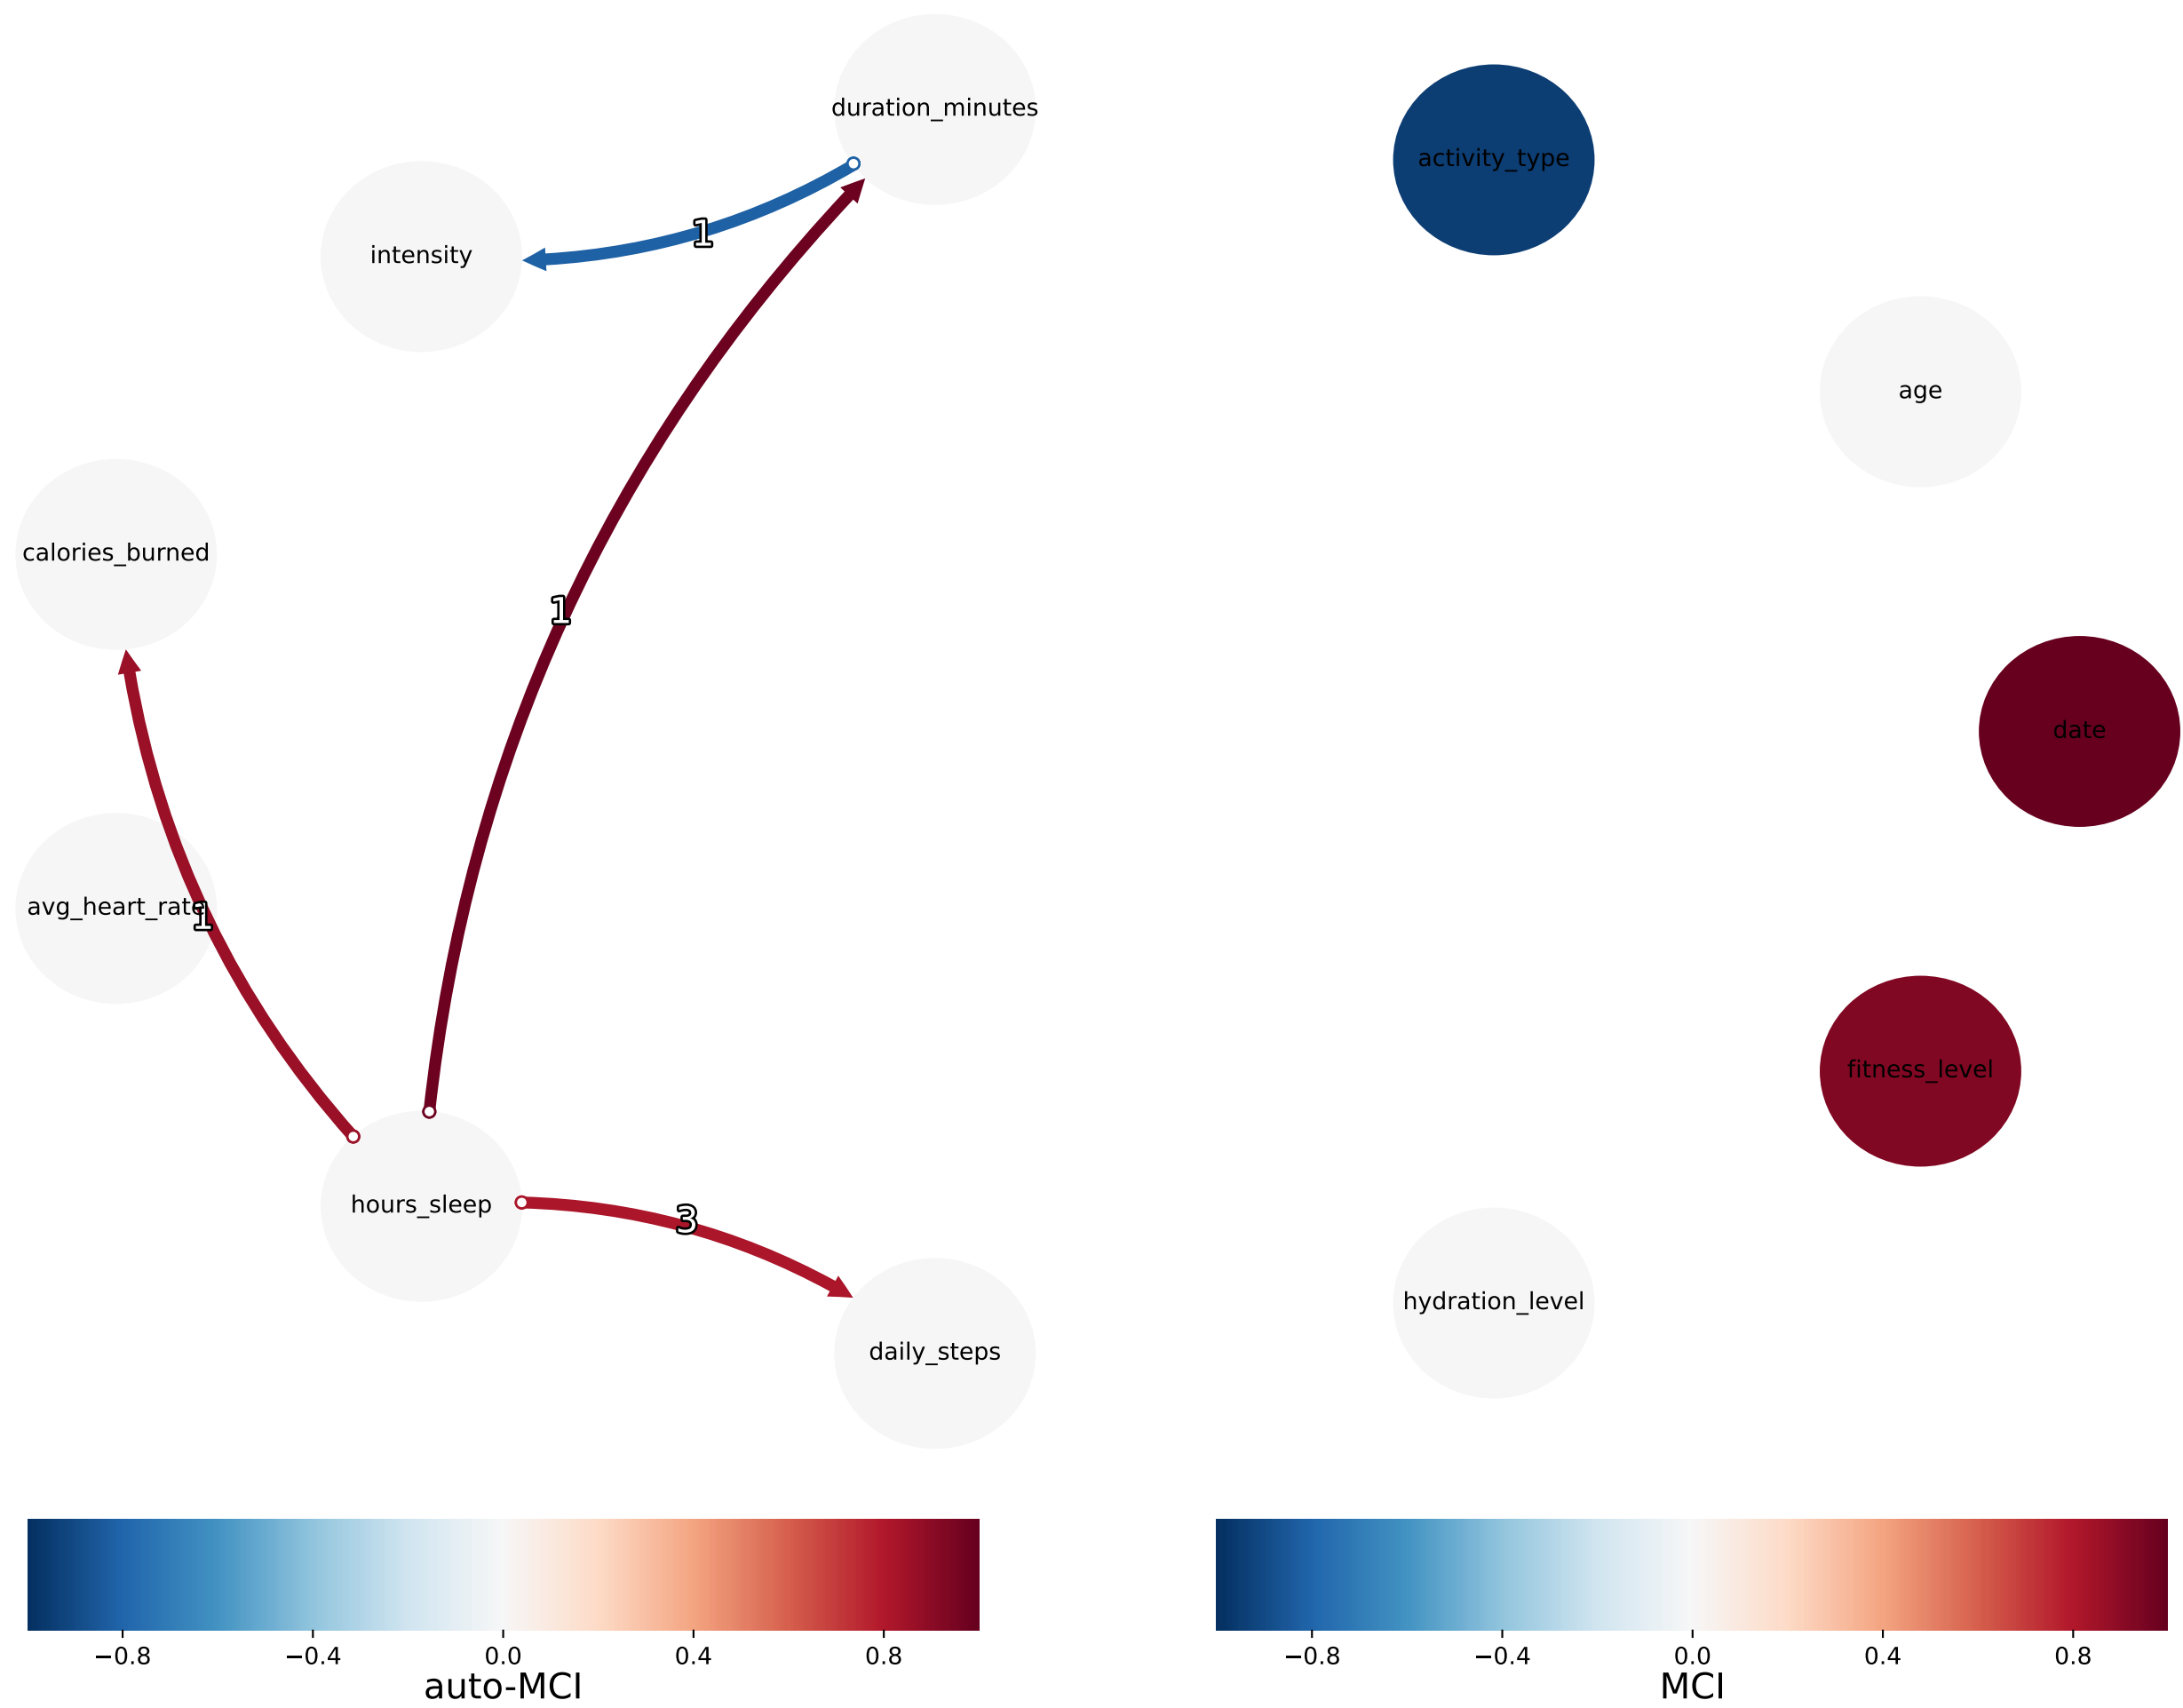 duration_minutes
activity_type
intensity
1
age
calories_burned
1
date
avg_heart_rate
1
fitness_level
hours_sleep
3
hydration_level
daily_steps
−0.8 −0.4 0.0 0.4 0.8
auto-MCI
−0.8 −0.4 0.0 0.4 0.8
MCI